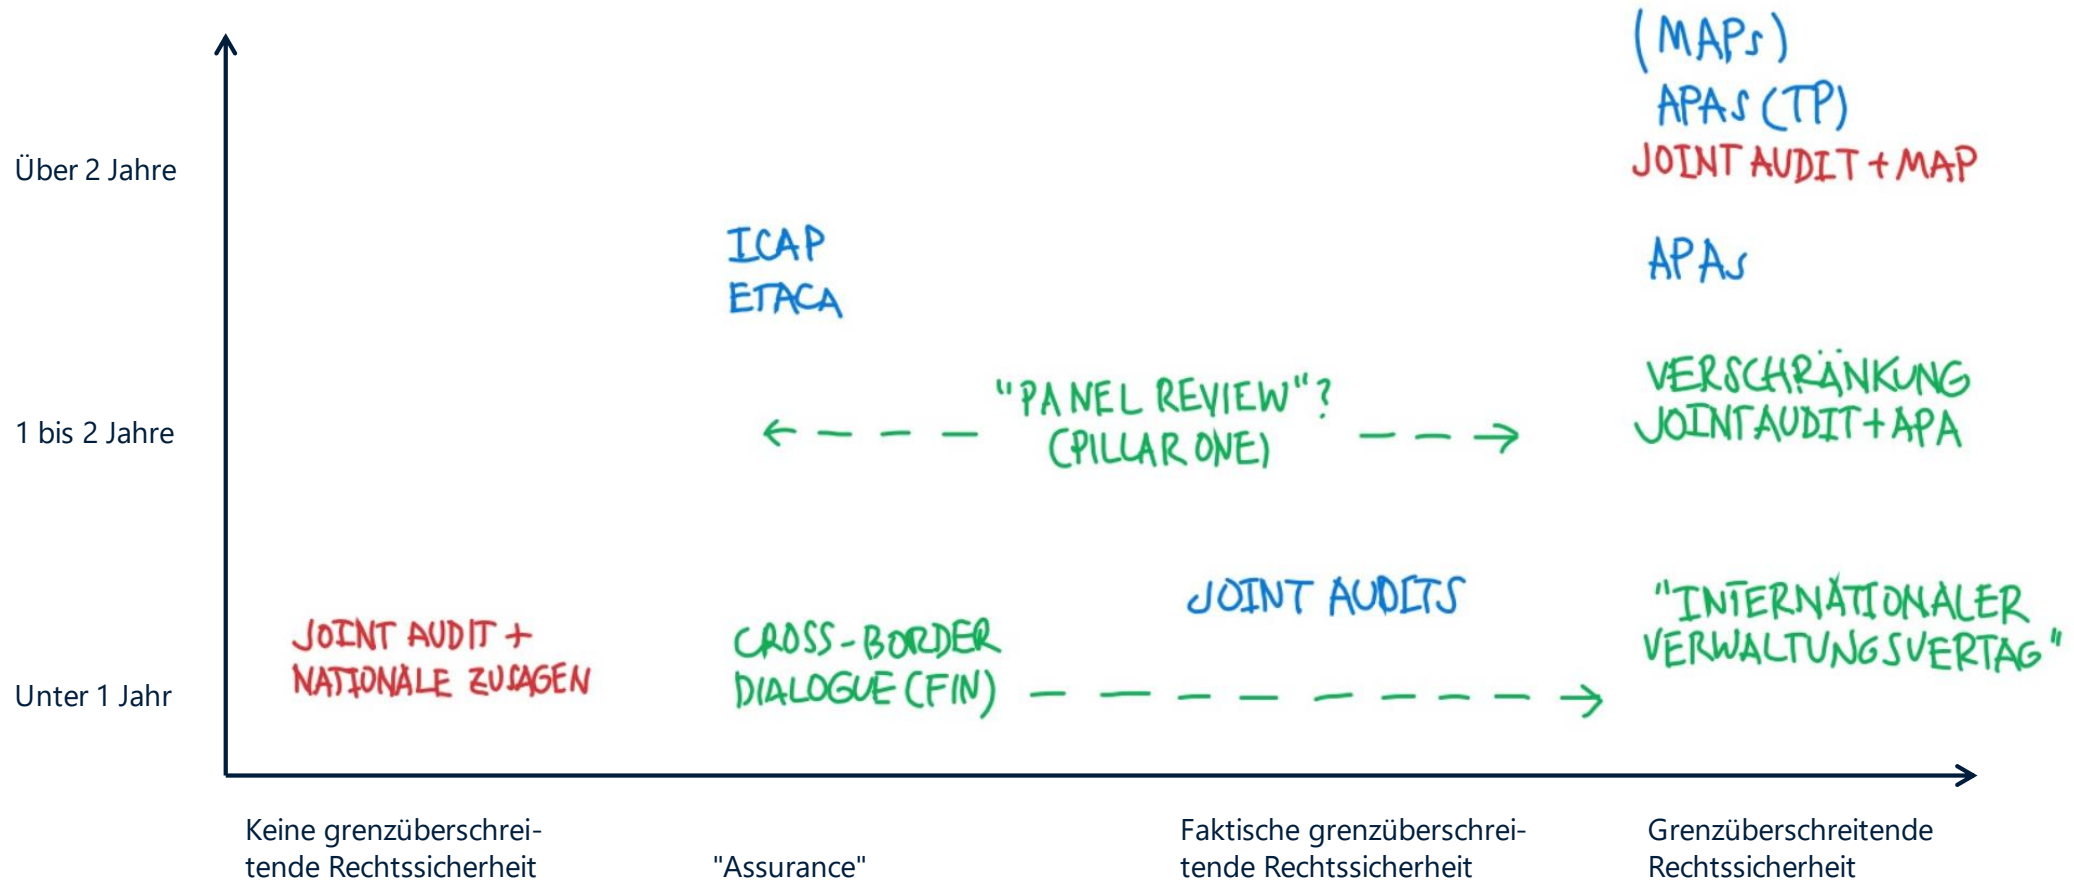 (MAPs)
APAs (TP)
Über 2 Jahre
JOINT AUDIT + MAP
ICAP
ETACA
APAs
1 bis 2 Jahre
"PANEL REVIEW"?
(PILLAR ONE)
VERSCHRÄNKUNG
JOINT AUDIT + APA
Unter 1 Jahr
JOINT AUDIT +
NATIONALE ZUSAGEN
CROSS-BORDER
DIALOGUE (FIN)
JOINT AUDITS
"INTERNATIONALER
VERWALTUNGSVERTAG"
Keine grenzüberschrei-
tende Rechtssicherheit
"Assurance"
Faktische grenzüberschrei-
tende Rechtssicherheit
Grenzüberschreitende
Rechtssicherheit